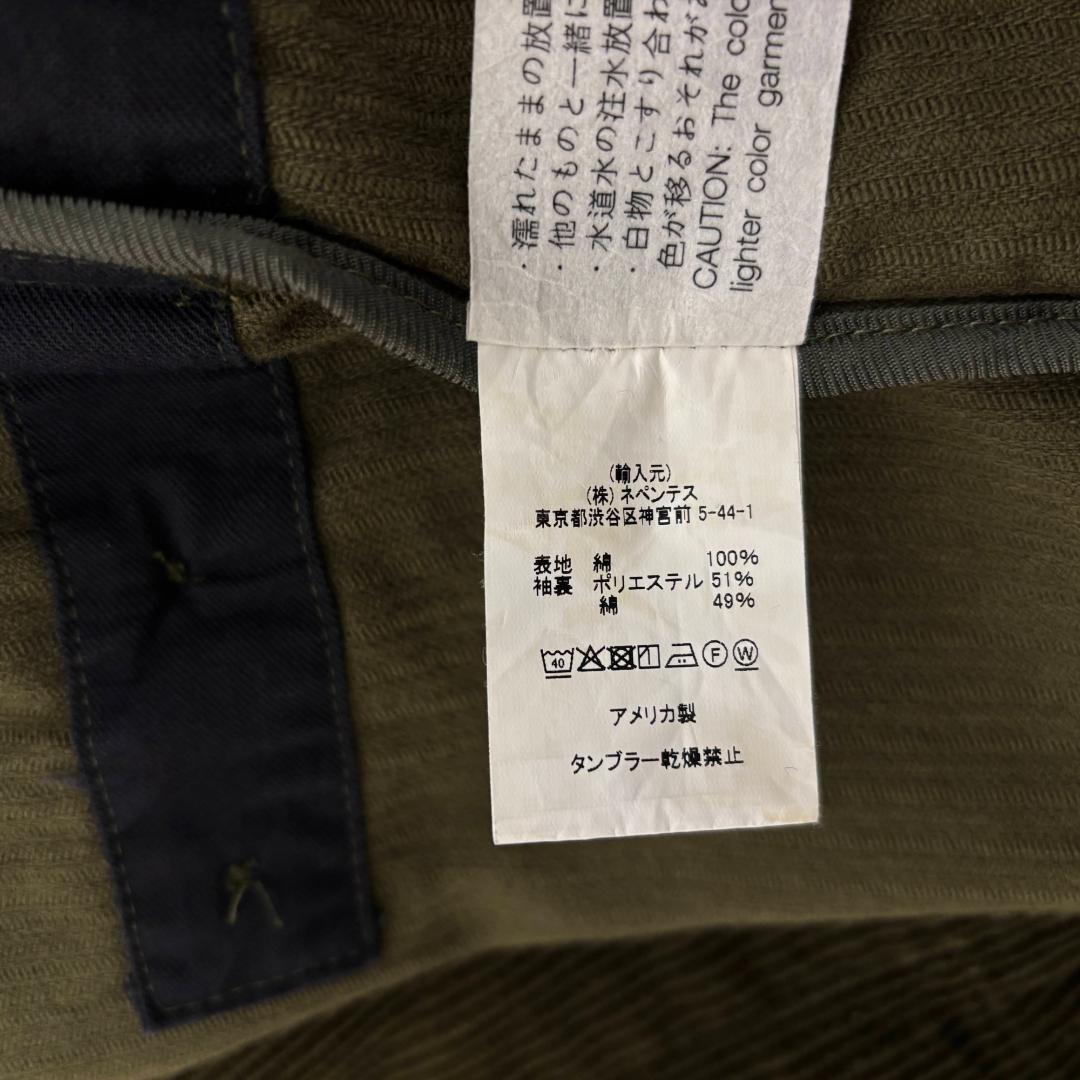 ・濡れたままの放置
・他のものと一緒に
・水道水の注水放置
・白物とこすり合わ
色が移るおそれがあ
CAUTION: The colo
lighter color garmen
(輸入元)
(株)ネペンテス
東京都渋谷区神宮前 5-44-1
表地 綿 100%
袖裏 ポリエステル 51%
綿 49%
40 F W
アメリカ製
タンブラー乾燥禁止